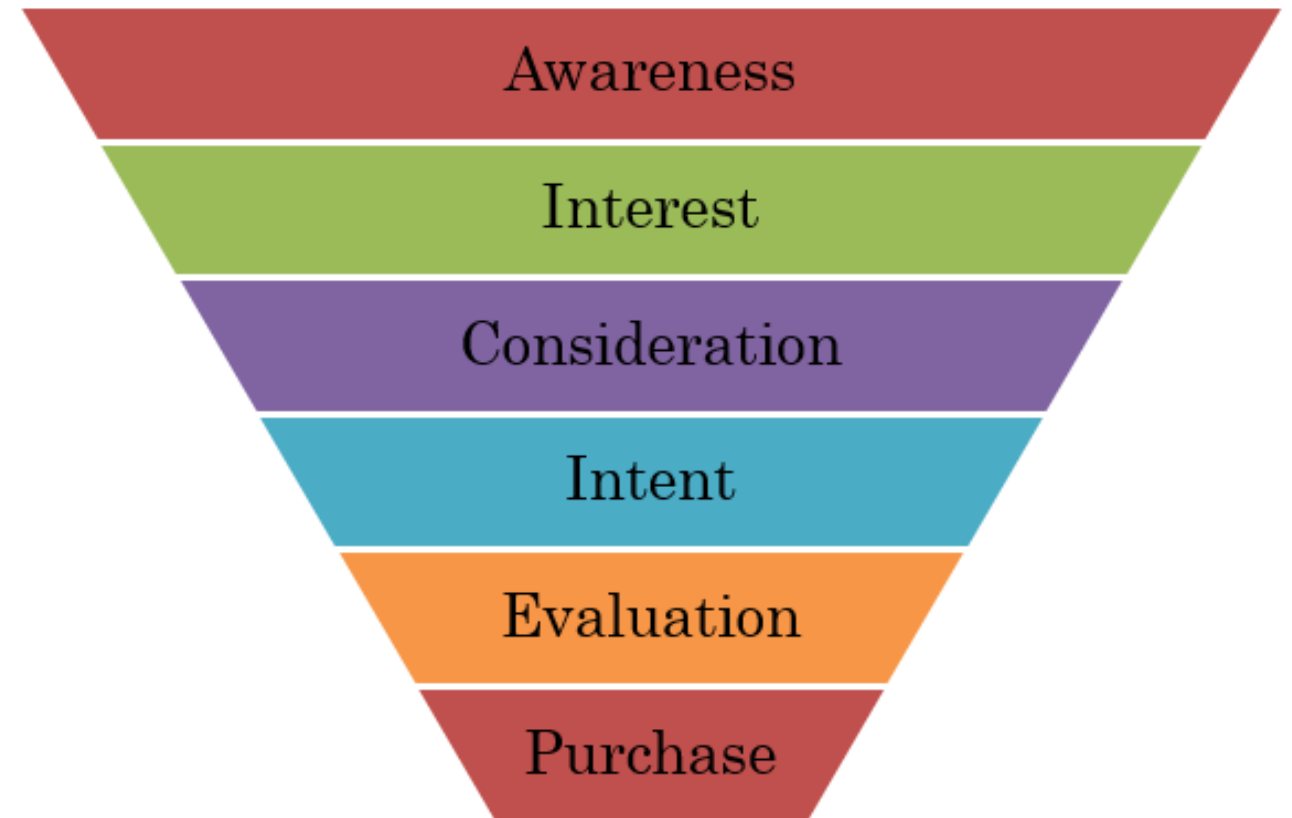 Awareness
Interest
Consideration
Intent
Evaluation
Purchase